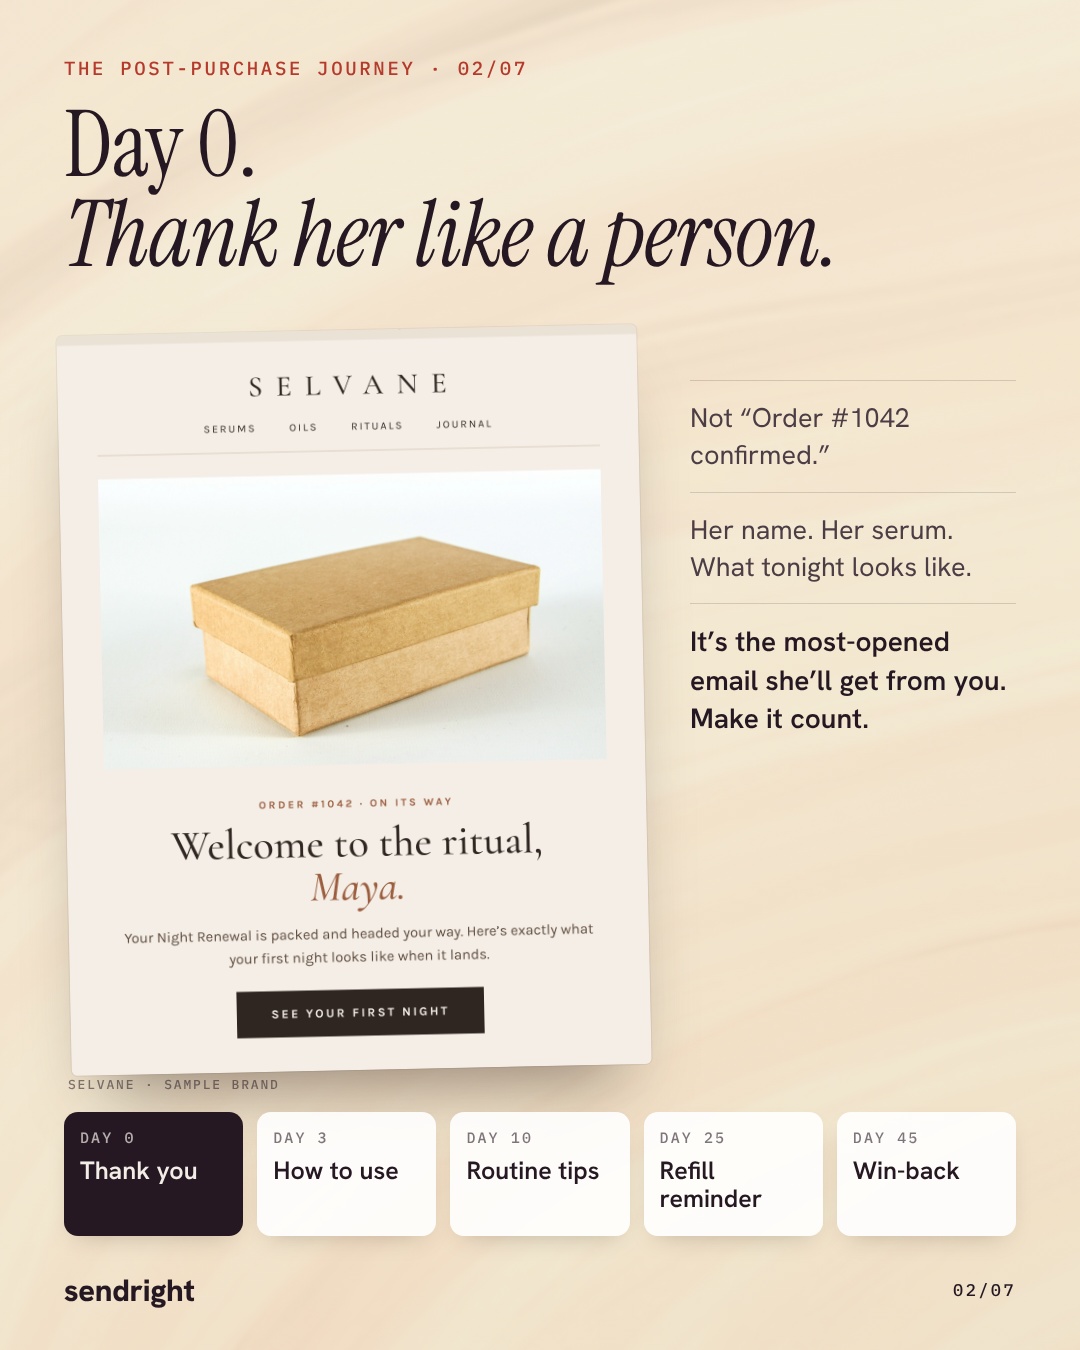 THE POST-PURCHASE JOURNEY · 02/07
Day 0.
Thank her like a person.
SELVANE
SERUMS OILS RITUALS JOURNAL
ORDER #1042 · ON ITS WAY
Welcome to the ritual,
Maya.
Your Night Renewal is packed and headed your way. Here’s exactly what
your first night looks like when it lands.
SEE YOUR FIRST NIGHT
SELVANE · SAMPLE BRAND
Not “Order #1042
confirmed.”
Her name. Her serum.
What tonight looks like.
It’s the most-opened
email she’ll get from you.
Make it count.
DAY 0
Thank you
DAY 3
How to use
DAY 10
Routine tips
DAY 25
Refill
reminder
DAY 45
Win-back
sendright
02/07